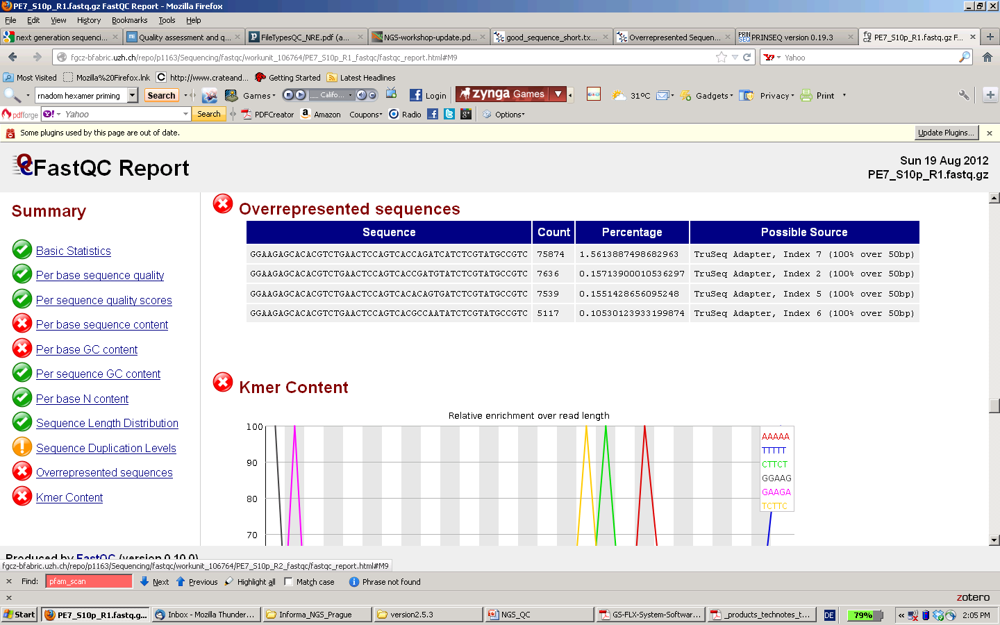 PE7_S10p_R1.fastq.gz FastQC Report - Mozilla Firefox
File Edit View History Bookmarks Tools Help
next generation sequenci... Quality assessment and q... FileTypesQC_NRE.pdf (a... NGS-workshop-update.pd... good_sequence_short.tx... Overrepresented Sequen... PRINSEQ version 0.19.3 PE7_S10p_R1.fastq.gz F...
fgcz-bfabric.uzh.ch/repo/p1163/Sequencing/fastqc/workunit_106764/PE7_S10p_R1_fastqc/fastqc_report.html#M9 Yahoo
Most Visited Mozilla%20Firefox.lnk http://www.crateand... Getting Started Latest Headlines
rnadom hexamer priming Search Games Califo... Login zynga Games 31°C Gadgets Privacy Print
pdfforge Yahoo Search PDFCreator Amazon Coupons Radio Options
Some plugins used by this page are out of date. Update Plugins...
FastQC Report
Sun 19 Aug 2012
PE7_S10p_R1.fastq.gz
Summary
Basic Statistics
Per base sequence quality
Per sequence quality scores
Per base sequence content
Per base GC content
Per sequence GC content
Per base N content
Sequence Length Distribution
Sequence Duplication Levels
Overrepresented sequences
Kmer Content
Overrepresented sequences
Sequence Count Percentage Possible Source
GGAAGAGCACACGTCTGAACTCCAGTCACCAGATCATCTCGTATGCCGTC 75874 1.5613887498682963 TruSeq Adapter, Index 7 (100% over 50bp)
GGAAGAGCACACGTCTGAACTCCAGTCACCGATGTATCTCGTATGCCGTC 7636 0.15713900010536297 TruSeq Adapter, Index 2 (100% over 50bp)
GGAAGAGCACACGTCTGAACTCCAGTCACACAGTGATCTCGTATGCCGTC 7539 0.1551428656095248 TruSeq Adapter, Index 5 (100% over 50bp)
GGAAGAGCACACGTCTGAACTCCAGTCACGCCAATATCTCGTATGCCGTC 5117 0.10530123933199874 TruSeq Adapter, Index 6 (100% over 50bp)
Kmer Content
Relative enrichment over read length
100
90
80
70
AAAAA
TTTTT
CTTCT
GGAAG
GAAGA
TCTTC
Produced by FastQC (version 0.10.0)
fgcz-bfabric.uzh.ch/repo/p1163/Sequencing/fastqc/workunit_106764/PE7_S10p_R2_fastqc/fastqc_report.html#M9
Find: pfam_scan Next Previous Highlight all Match case Phrase not found
zotero
Start PE7_S10p_R1.fastq.g... Inbox - Mozilla Thunder... Informa_NGS_Prague version2.5.3 NGS_QC GS-FLX-System-Softwar... _products_technotes_t... DE 79% 2:05 PM